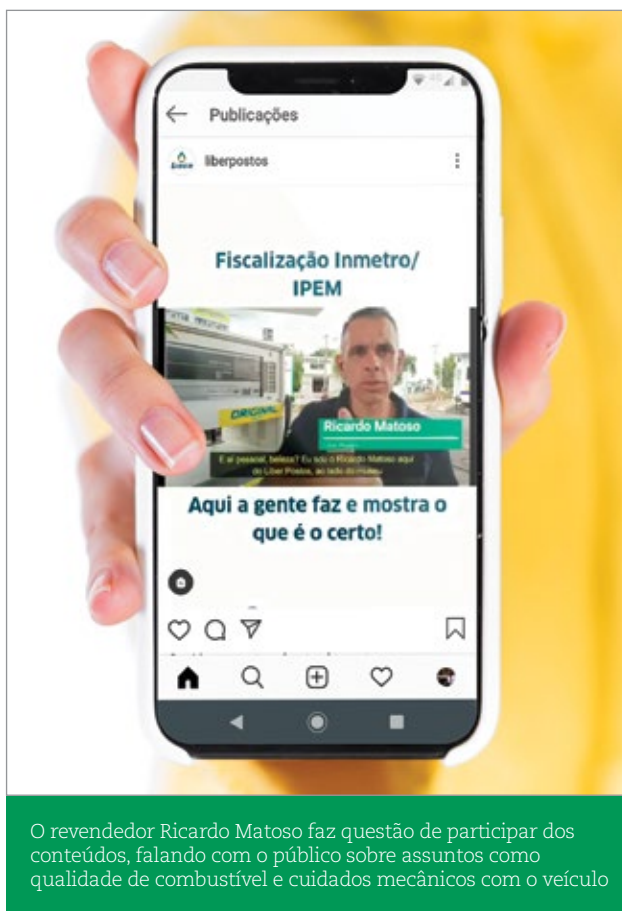 Publicações
liberpostos
Fiscalização Inmetro/
IPEM
ORIGINAL
Ricardo Matoso
E aí pessoal, beleza? Eu sou o Ricardo Matoso aqui
do Liber Postos, ao lado do museu
Aqui a gente faz e mostra o
que é o certo!
O revendedor Ricardo Matoso faz questão de participar dos
conteúdos, falando com o público sobre assuntos como
qualidade de combustível e cuidados mecânicos com o veículo